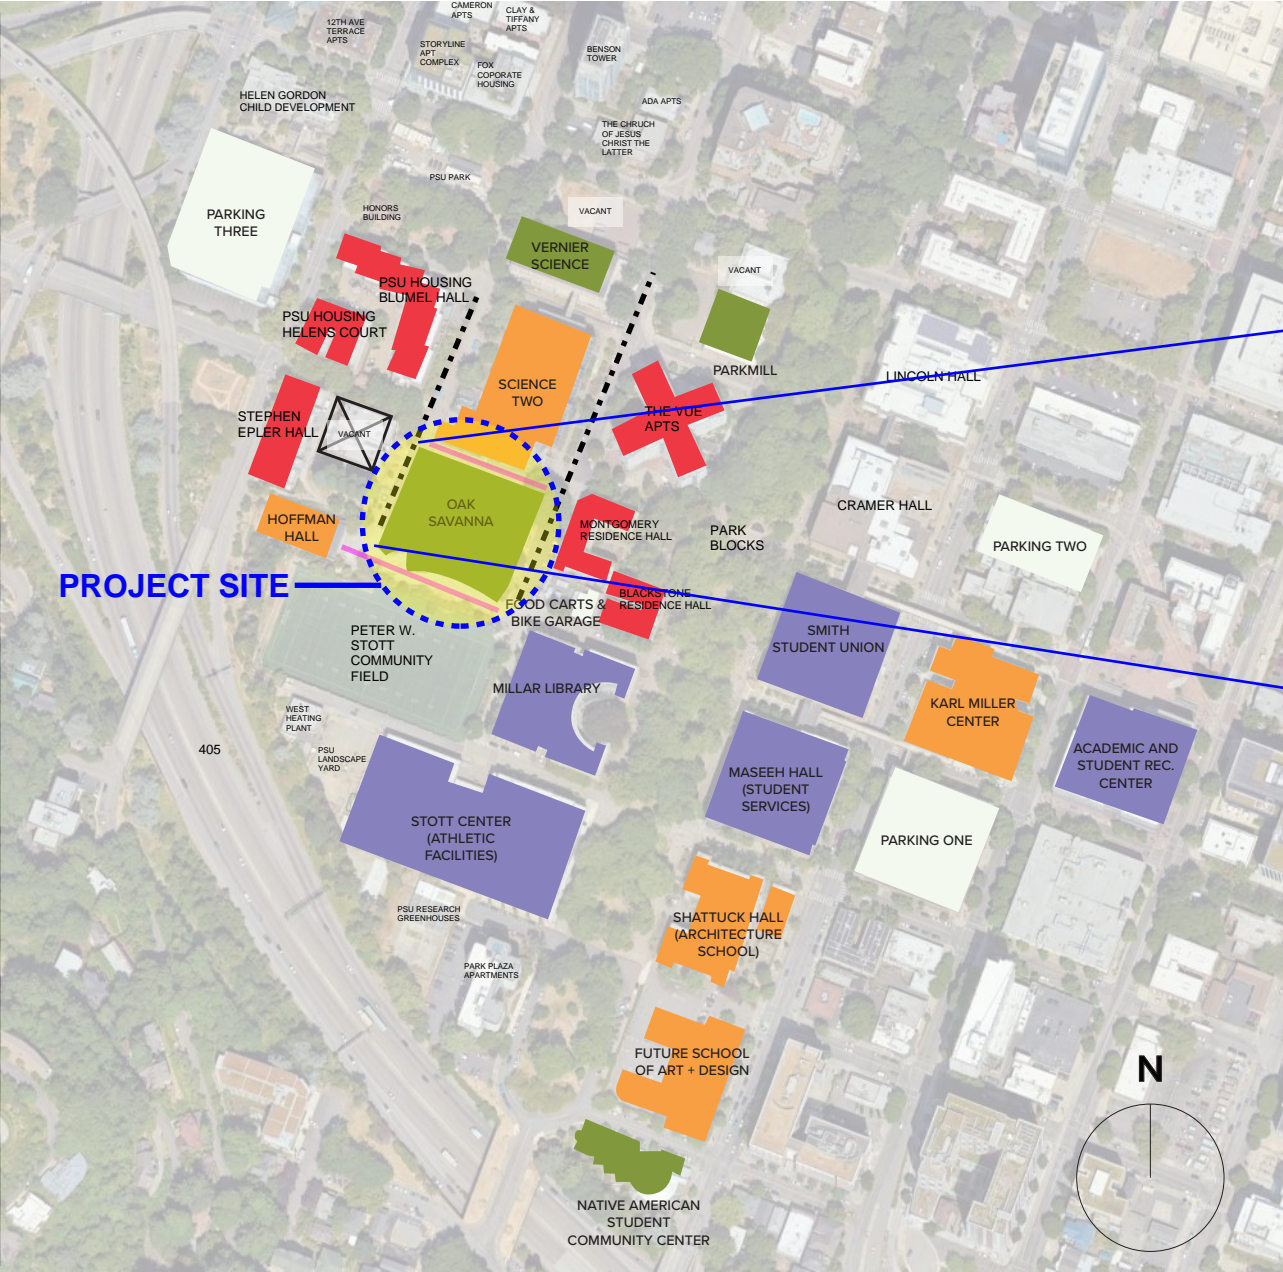 CAMERON
APTS
CLAY &
TIFFANY
APTS
12TH AVE
TERRACE
APTS
STORYLINE
APT
COMPLEX
FOX
COPORATE
HOUSING
BENSON
TOWER
HELEN GORDON
CHILD DEVELOPMENT
ADA APTS
THE CHRUCH
OF JESUS
CHRIST THE
LATTER
PSU PARK
PARKING
THREE
HONORS
BUILDING
VACANT
VERNIER
SCIENCE
VACANT
PSU HOUSING
BLUMEL HALL
PSU HOUSING
HELENS COURT
PARKMILL
LINCOLN HALL
SCIENCE
TWO
THE VUE
APTS
STEPHEN
EPLER HALL
VACANT
OAK
SAVANNA
CRAMER HALL
HOFFMAN
HALL
MONTGOMERY
RESIDENCE HALL
PARK
BLOCKS
PARKING TWO
PROJECT SITE
BLACKSTONE
RESIDENCE HALL
FOOD CARTS &
BIKE GARAGE
PETER W.
STOTT
COMMUNITY
FIELD
SMITH
STUDENT UNION
MILLAR LIBRARY
KARL MILLER
CENTER
WEST
HEATING
PLANT
405
PSU
LANDSCAPE
YARD
ACADEMIC AND
STUDENT REC.
CENTER
MASEEH HALL
(STUDENT
SERVICES)
STOTT CENTER
(ATHLETIC
FACILITIES)
PARKING ONE
PSU RESEARCH
GREENHOUSES
SHATTUCK HALL
(ARCHITECTURE
SCHOOL)
PARK PLAZA
APARTMENTS
FUTURE SCHOOL
OF ART + DESIGN
N
NATIVE AMERICAN
STUDENT
COMMUNITY CENTER